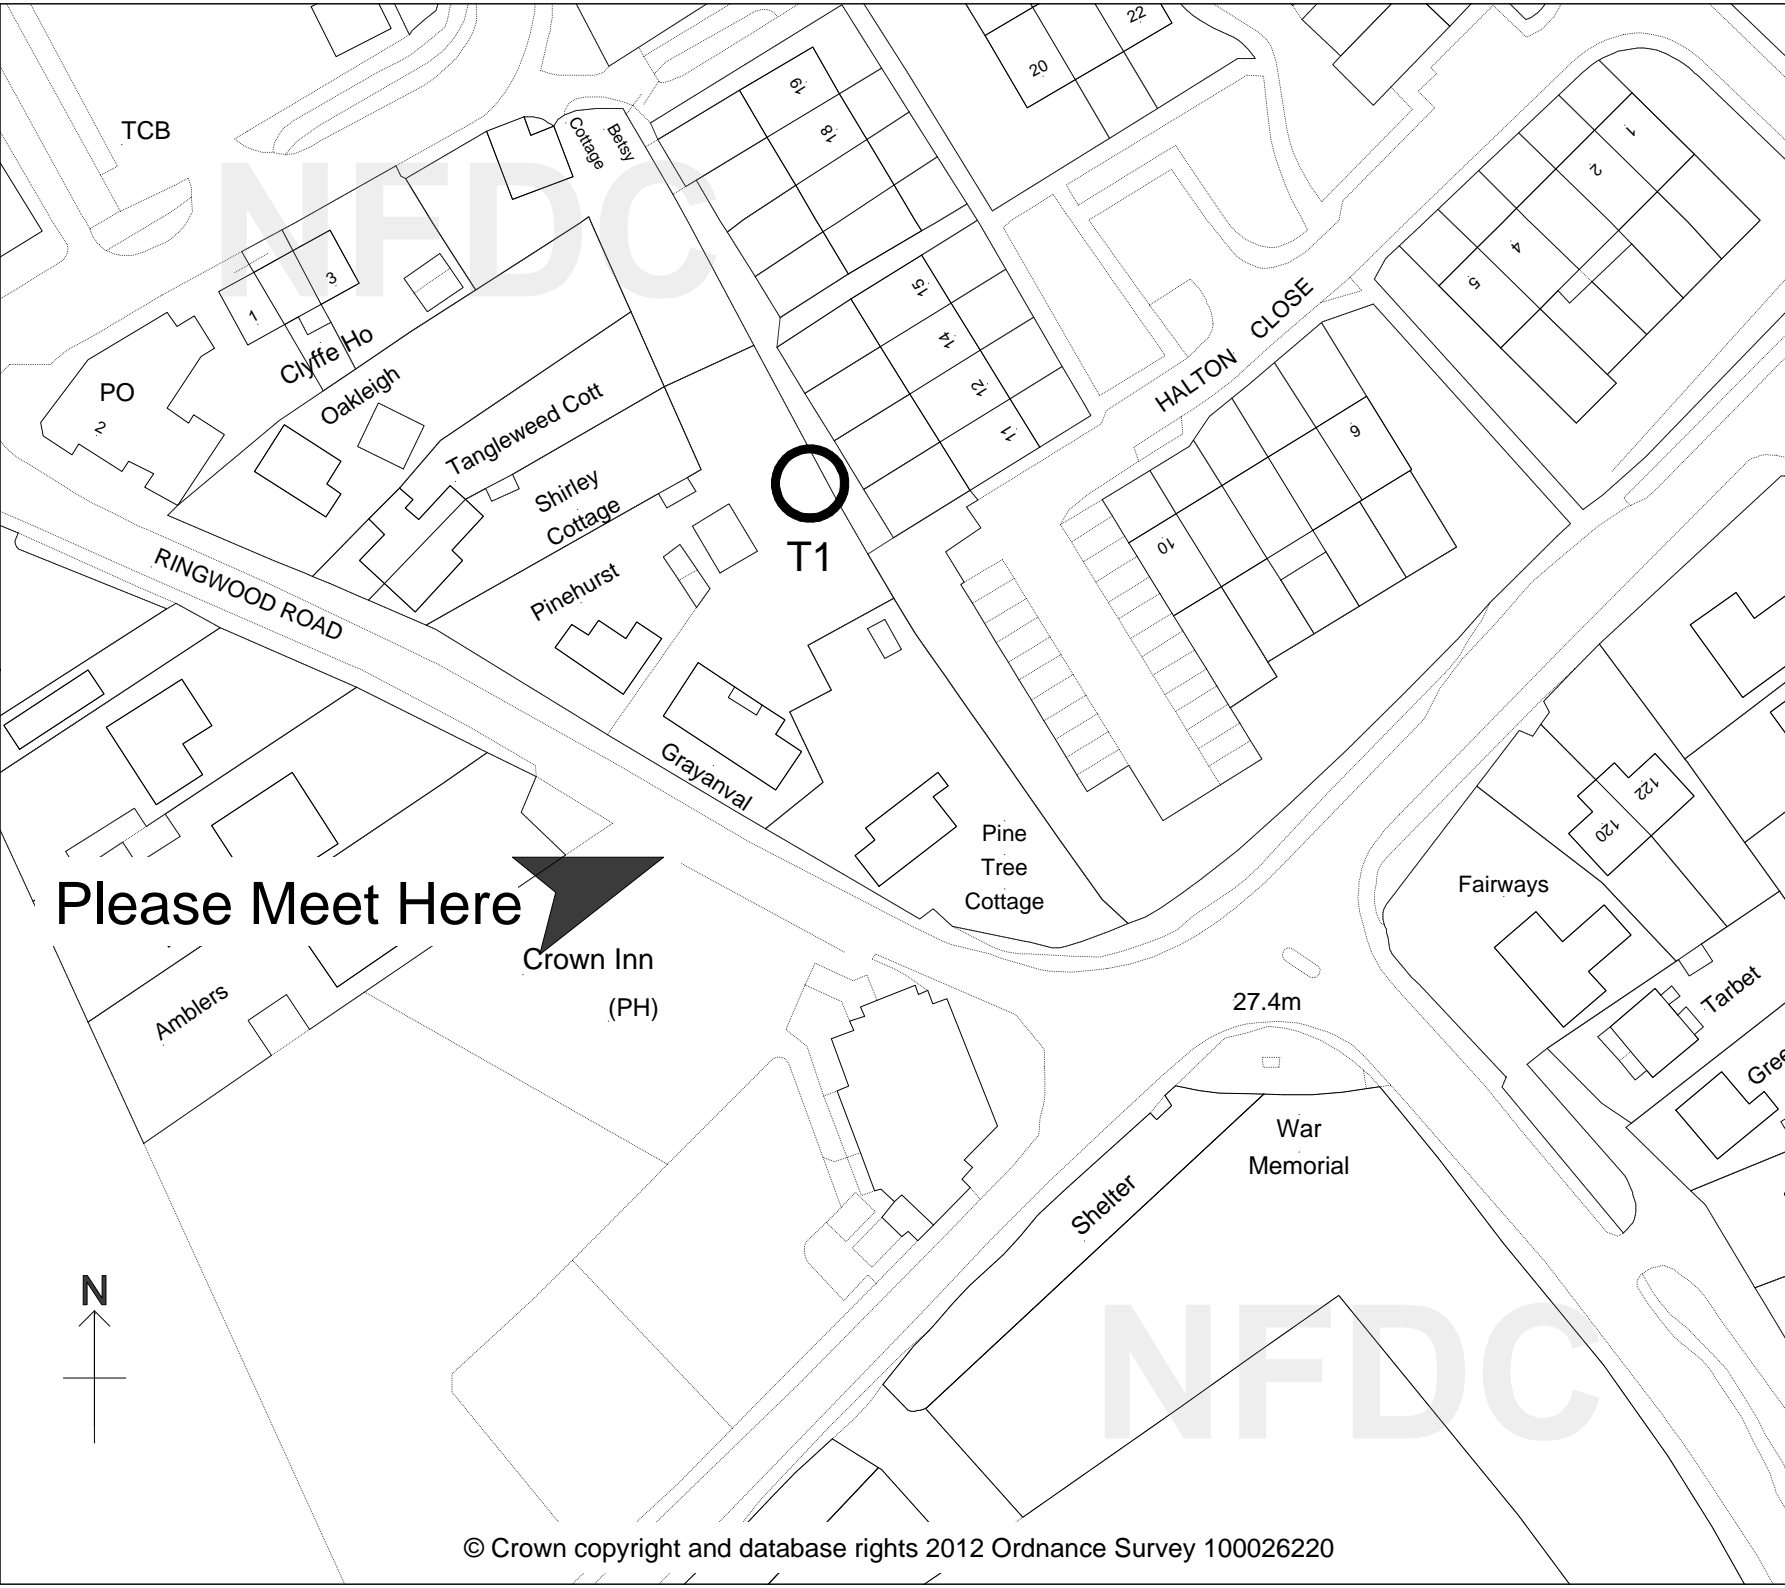 22
20
19
18
TCB
Betsy
Cottage
NFDC
1
2
4
5
3
1
Clyffe Ho
15
14
12
11
HALTON CLOSE
PO
2
Oakleigh
Tangleweed Cott
Shirley
Cottage
9
10
T1
Pinehurst
RINGWOOD ROAD
Grayanval
Pine
Tree
Cottage
122
120
Fairways
Please Meet Here
Crown Inn
(PH)
Amblers
27.4m
Tarbet
Gree
War
Memorial
Shelter
N
NFDC
© Crown copyright and database rights 2012 Ordnance Survey 100026220